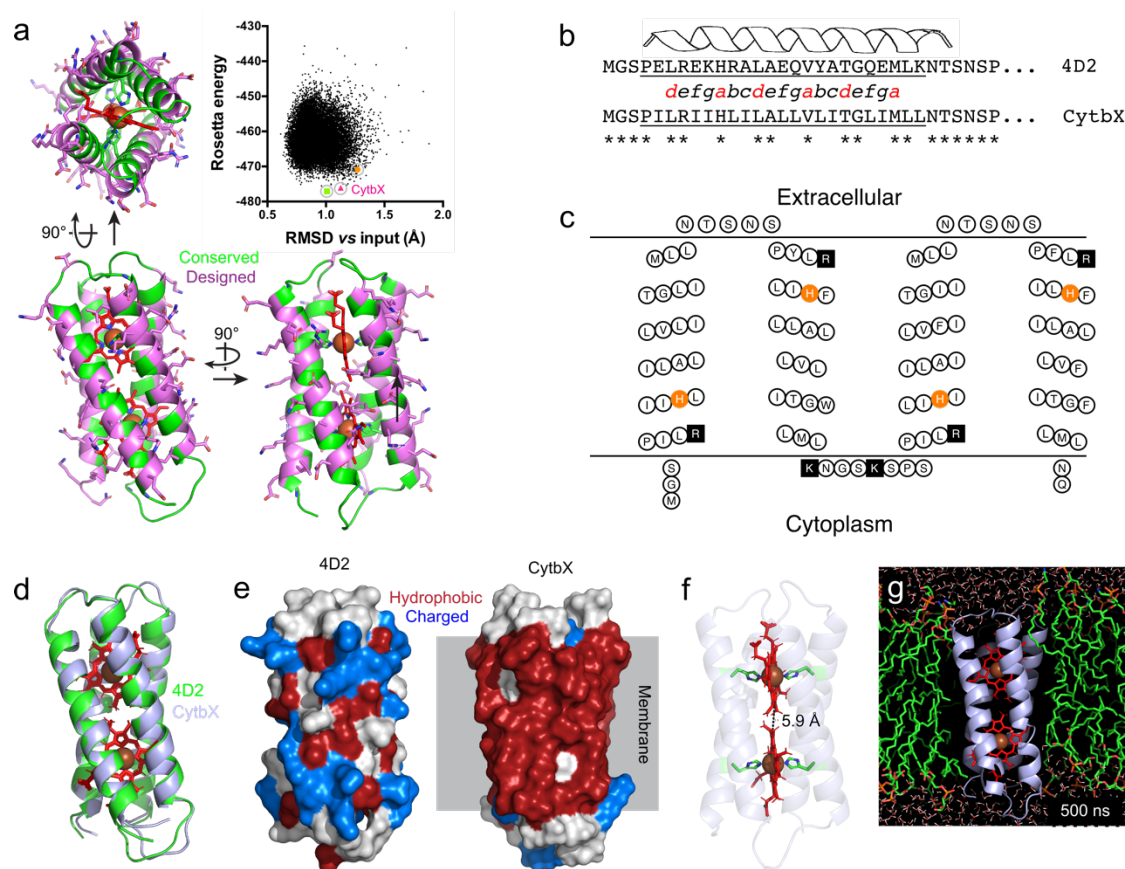 a
Rosetta energy
-430
-440
-450
-460
-470
-480
CytbX
0.5 1.0 1.5 2.0
RMSD vs input (Å)
90°
Conserved
Designed
90°
b
MGSPELREKHRALAEQVYATGQEMLKNTSNSP... 4D2
defgabcdefgabcdefga
MGSPILRIIHLILALLVLITGLIMLLNTSNSP... CytbX
**** ** * ** * ** ** ******
c
Extracellular
N T S N S N T S N S
M L L P Y L R M L L P F L R
T G L I L I H F T G I I I L H F
L V L I L L A L L V F I I L A L
I L A L L V L I L A I L V F
I I H L I T G W L I H I I T G F
P I L R L M L P I L R L M L
S K N G S K S P S N
G Q
M
Cytoplasm
d
4D2
CytbX
e
4D2
CytbX
Hydrophobic
Charged
Membrane
f
5.9 Å
g
500 ns